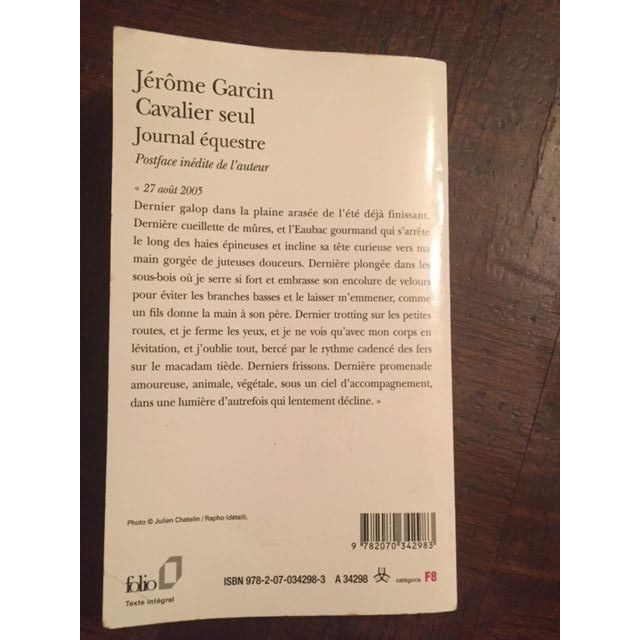 Jérôme Garcin
Cavalier seul
Journal équestre
Postface inédite de l'auteur
« 27 août 2005
Dernier galop dans la plaine arasée de l'été déjà finissant.
Dernière cueillette de mûres, et l'Eaubac gourmand qui s'arrête
le long des haies épineuses et incline sa tête curieuse vers ma
main gorgée de juteuses douceurs. Dernière plongée dans les
sous-bois où je serre si fort et embrasse son encolure de velours
pour éviter les branches basses et le laisser m'emmener, comme
un fils donne la main à son père. Dernier trotting sur les petites
routes, et je ferme les yeux, et je ne vois qu'avec mon corps en
lévitation, et j'oublie tout, bercé par le rythme cadencé des fers
sur le macadam tiède. Derniers frissons. Dernière promenade
amoureuse, animale, végétale, sous un ciel d'accompagnement,
dans une lumière d'autrefois qui lentement décline. »
Photo © Julien Chatelin / Rapho (détail).
9 782070 342983
folio
Texte intégral
ISBN 978-2-07-034298-3 A 34298 catégorie F8